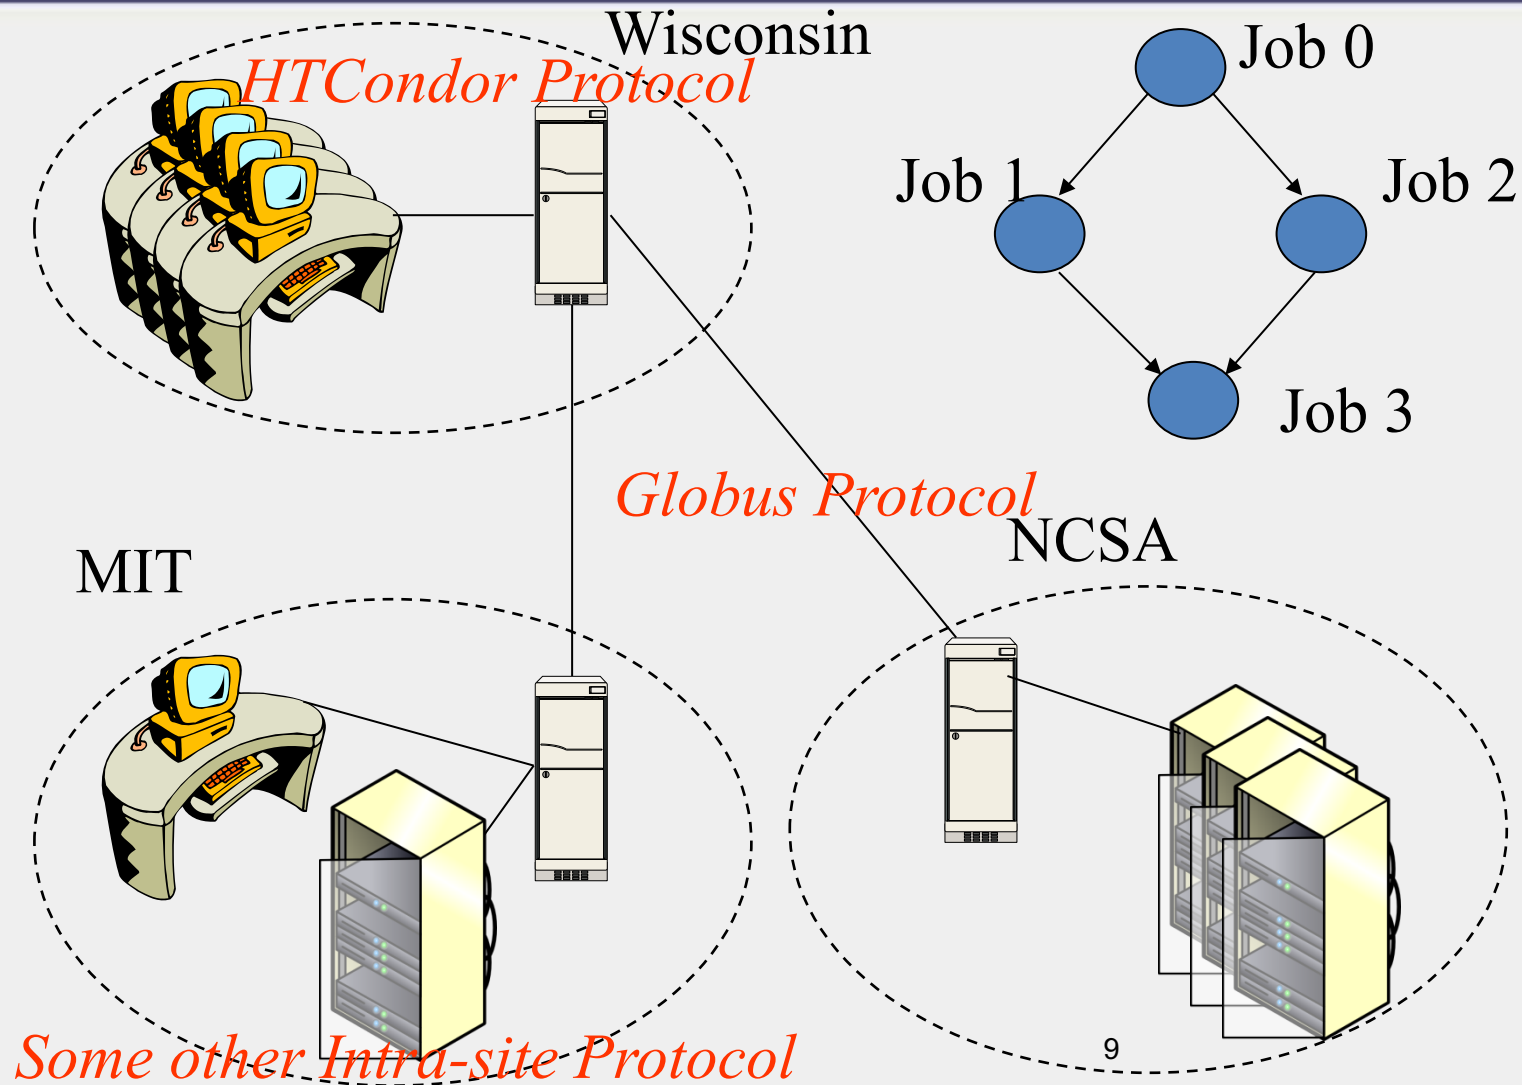 Wisconsin
HTCondor Protocol
Job 0
Job 1
Job 2
Job 3
Globus Protocol
NCSA
MIT
Some other Intra-site Protocol
9